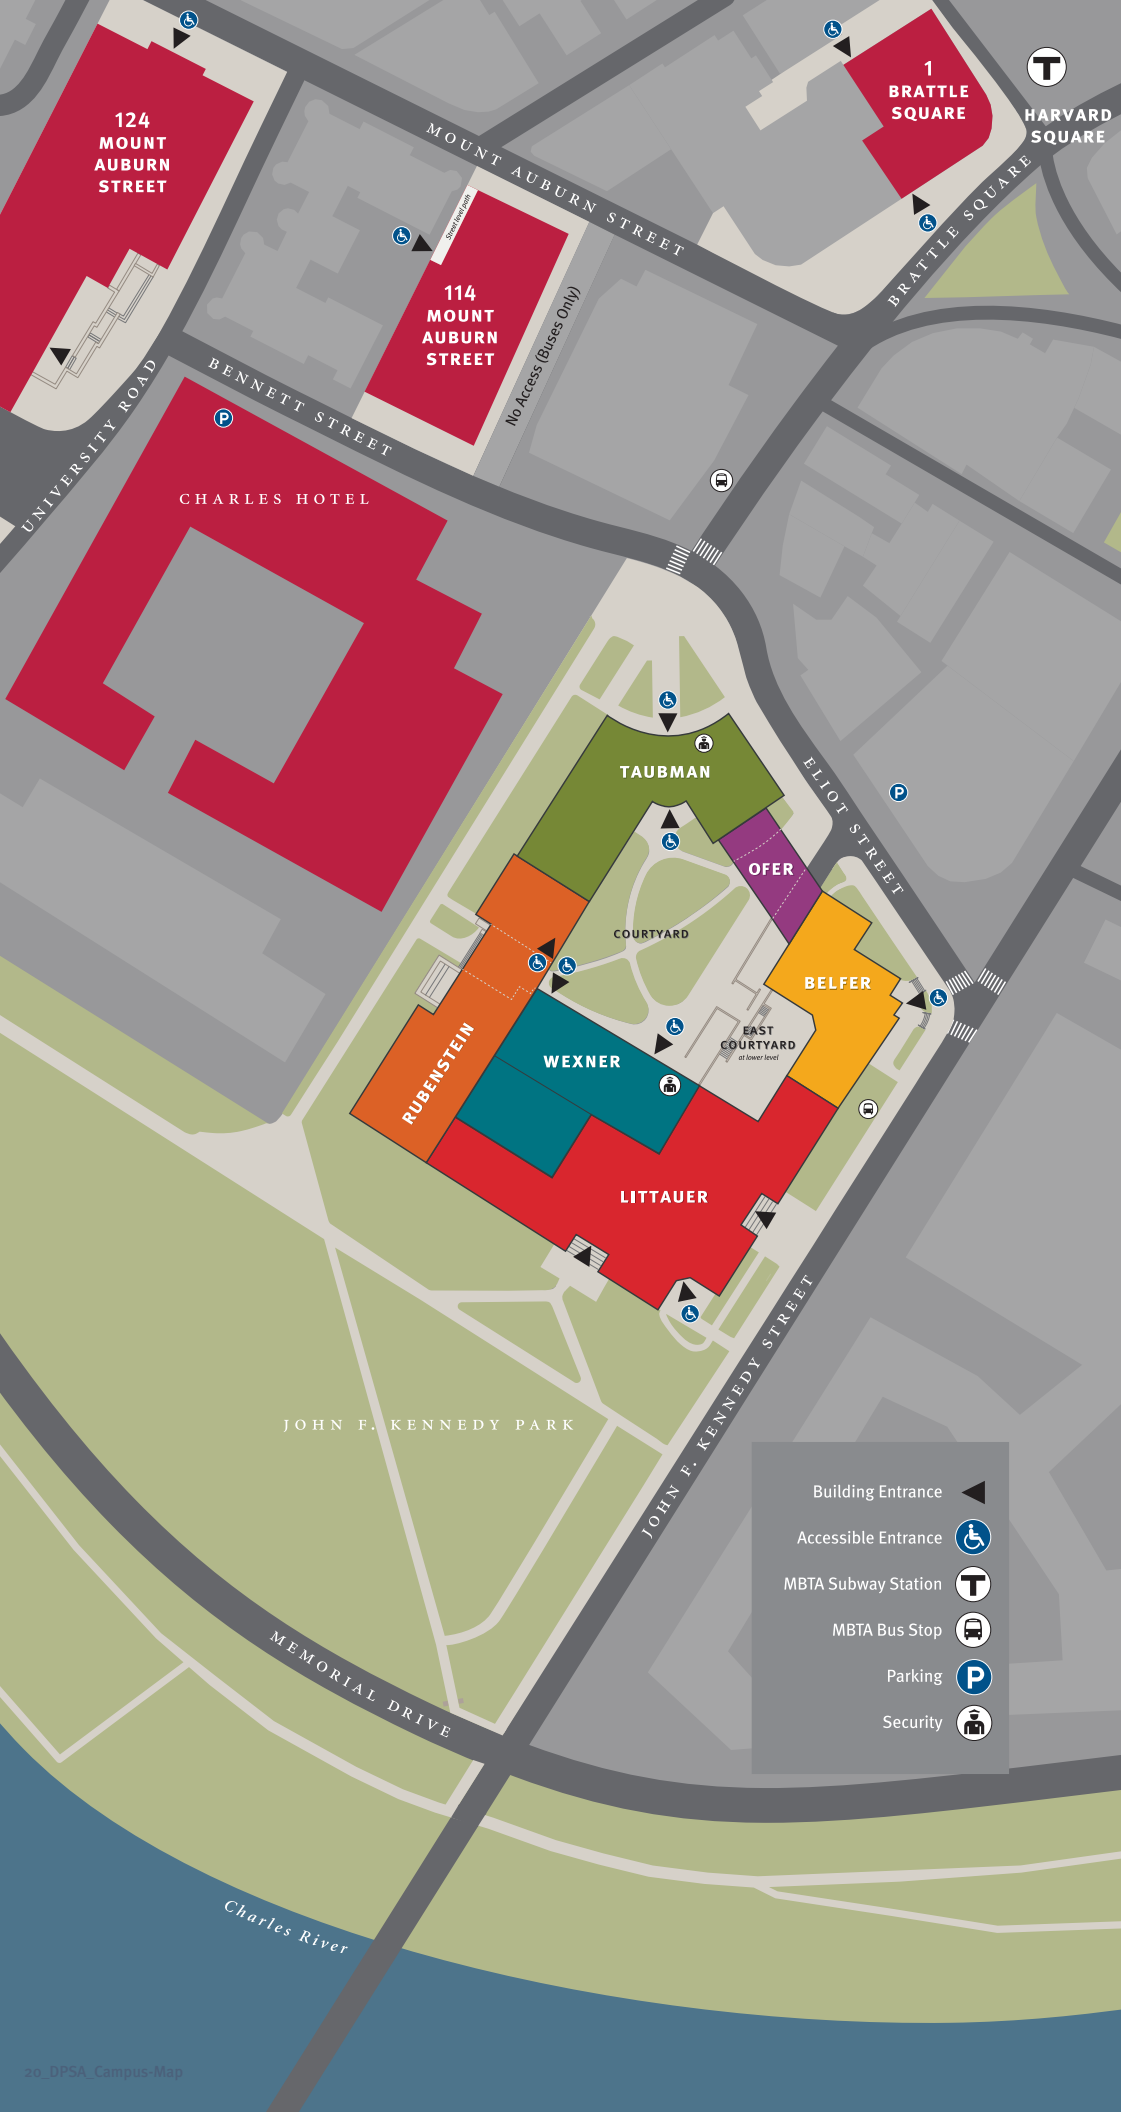 124
MOUNT
AUBURN
STREET
1
BRATTLE
SQUARE
T
HARVARD
SQUARE
MOUNT AUBURN STREET
BRATTLE SQUARE
Street level path
114
MOUNT
AUBURN
STREET
No Access (Buses Only)
BENNETT STREET
UNIVERSITY ROAD
P
CHARLES HOTEL
TAUBMAN
ELIOT STREET
P
OFER
COURTYARD
BELFER
EAST
COURTYARD
at lower level
WEXNER
RUBENSTEIN
LITTAUER
JOHN F. KENNEDY STREET
JOHN F. KENNEDY PARK
Building Entrance
Accessible Entrance
MBTA Subway Station T
MBTA Bus Stop
Parking P
Security
MEMORIAL DRIVE
Charles River
20_DPSA_Campus-Map